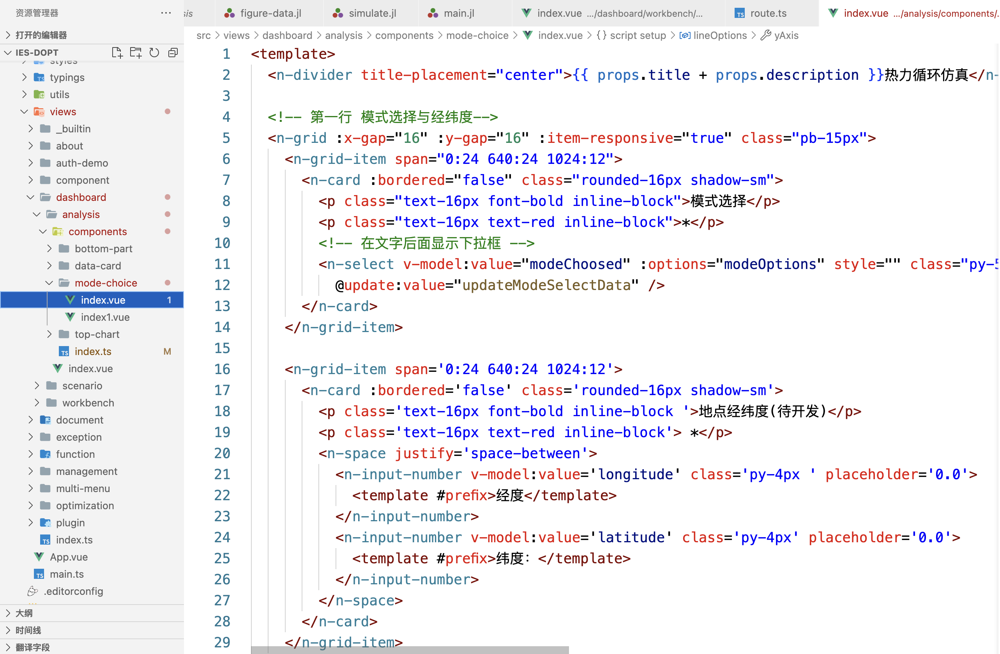 资源管理器
打开的编辑器
IES-DOPT
styles
typings
utils
views
_builtin
about
auth-demo
component
dashboard
analysis
components
bottom-part
data-card
mode-choice
index.vue 1
index1.vue
top-chart
index.ts M
index.vue
scenario
workbench
document
exception
function
management
multi-menu
optimization
plugin
index.ts
App.vue
main.ts
.editorconfig
大纲
时间线
翻译字段
sis figure-data.jl simulate.jl main.jl index.vue .../dashboard/workbench/... route.ts index.vue .../analysis/components/.
src > views > dashboard > analysis > components > mode-choice > index.vue > {} script setup > lineOptions > yAxis
1 <template>
2 <n-divider title-placement="center">{{ props.title + props.description }}热力循环仿真</n-
3
4 <!-- 第一行 模式选择与经纬度-->
5 <n-grid :x-gap="16" :y-gap="16" :item-responsive="true" class="pb-15px">
6 <n-grid-item span="0:24 640:24 1024:12">
7 <n-card :bordered="false" class="rounded-16px shadow-sm">
8 <p class="text-16px font-bold inline-block">模式选择</p>
9 <p class="text-16px text-red inline-block">*</p>
10 <!-- 在文字后面显示下拉框 -->
11 <n-select v-model:value="modeChoosed" :options="modeOptions" style="" class="py-5
12 @update:value="updateModeSelectData" />
13 </n-card>
14 </n-grid-item>
15
16 <n-grid-item span='0:24 640:24 1024:12'>
17 <n-card :bordered='false' class='rounded-16px shadow-sm'>
18 <p class='text-16px font-bold inline-block '>地点经纬度(待开发)</p>
19 <p class='text-16px text-red inline-block'> *</p>
20 <n-space justify='space-between'>
21 <n-input-number v-model:value='longitude' class='py-4px ' placeholder='0.0'>
22 <template #prefix>经度</template>
23 </n-input-number>
24 <n-input-number v-model:value='latitude' class='py-4px' placeholder='0.0'>
25 <template #prefix>纬度：</template>
26 </n-input-number>
27 </n-space>
28 </n-card>
29 </n-grid-item>